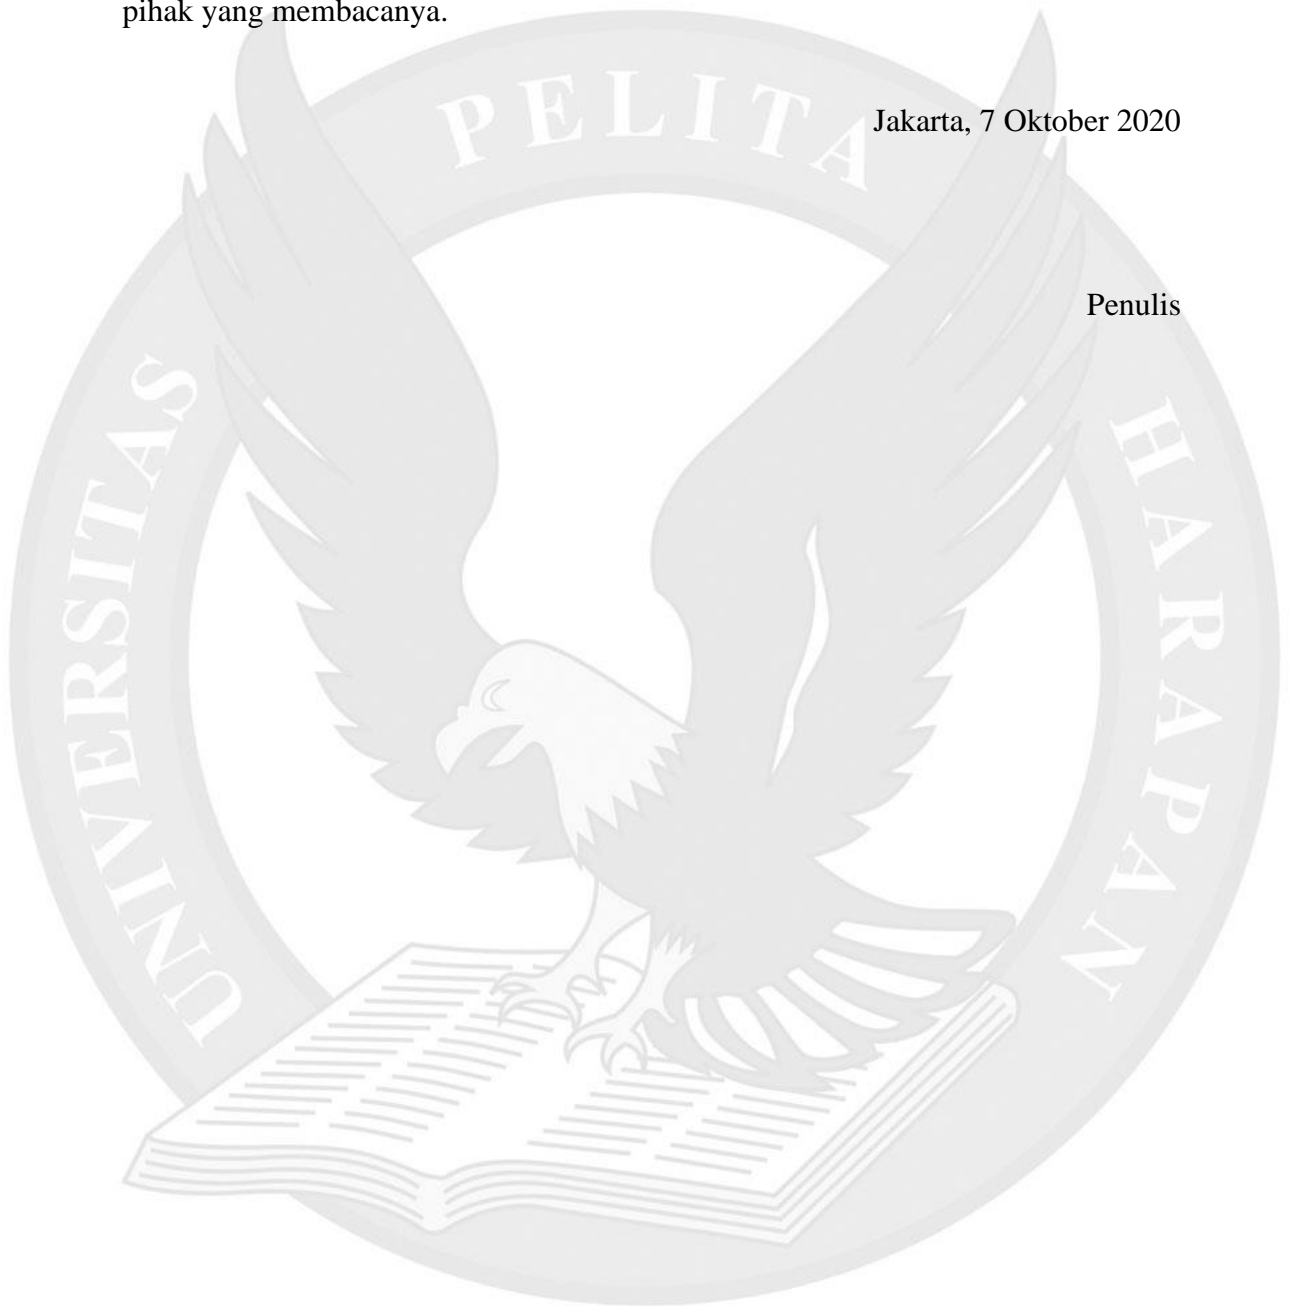 pihak yang membacanya.
PELITA
Jakarta, 7 Oktober 2020
Penulis
UNIVERSITAS
HARAPAN